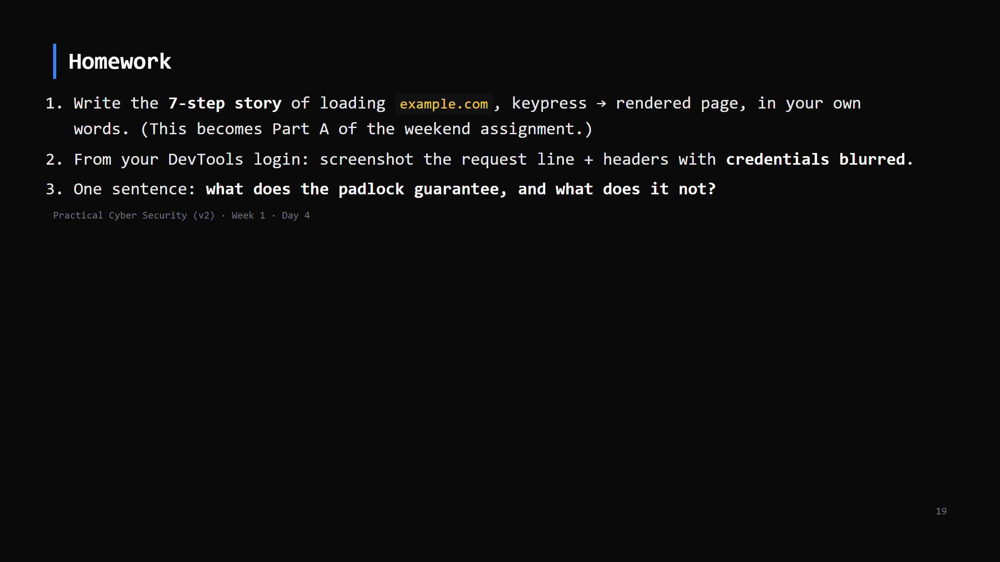 Homework
1. Write the 7-step story of loading example.com, keypress → rendered page, in your own
words. (This becomes Part A of the weekend assignment.)
2. From your DevTools login: screenshot the request line + headers with credentials blurred.
3. One sentence: what does the padlock guarantee, and what does it not?
Practical Cyber Security (v2) · Week 1 · Day 4
19